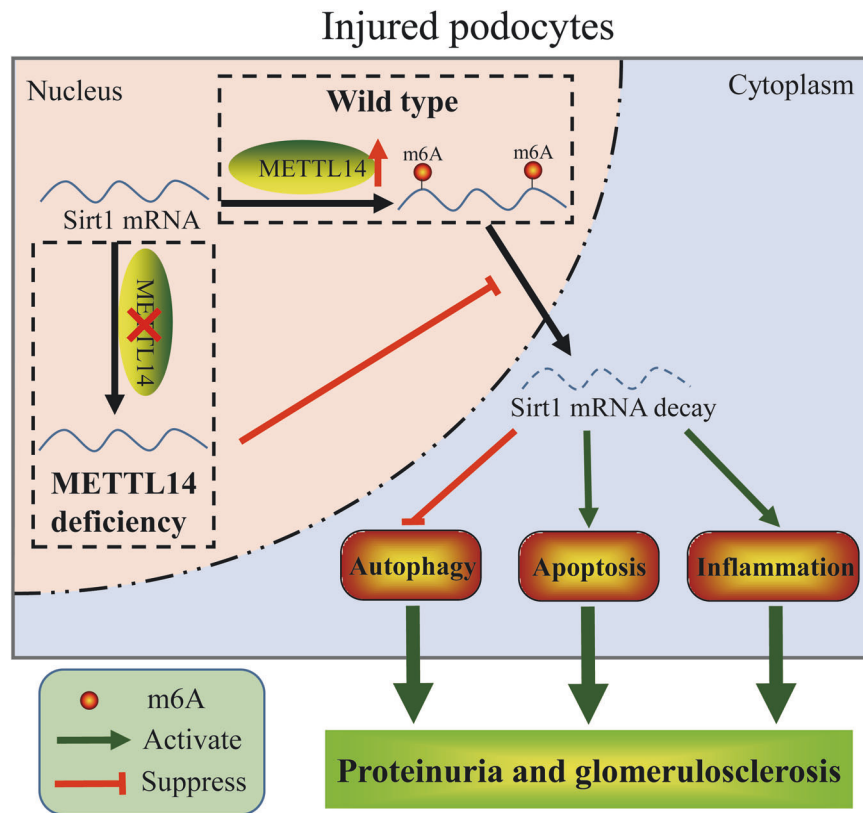 Injured podocytes
Nucleus
Cytoplasm
Wild type
METTL14
m6A
m6A
Sirt1 mRNA
METTL14
METTL14
deficiency
Sirt1 mRNA decay
Autophagy
Apoptosis
Inflammation
m6A
Activate
Suppress
Proteinuria and glomerulosclerosis